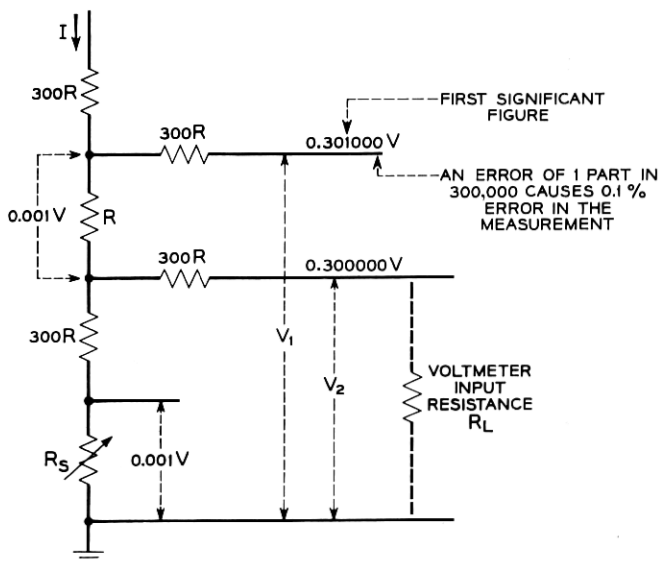 I
300R
300R
0.301000 V
FIRST SIGNIFICANT
FIGURE
AN ERROR OF 1 PART IN
300,000 CAUSES 0.1 %
ERROR IN THE
MEASUREMENT
0.001 V
R
300R
0.300000 V
300R
V1
V2
VOLTMETER
INPUT
RESISTANCE
RL
RS
0.001 V